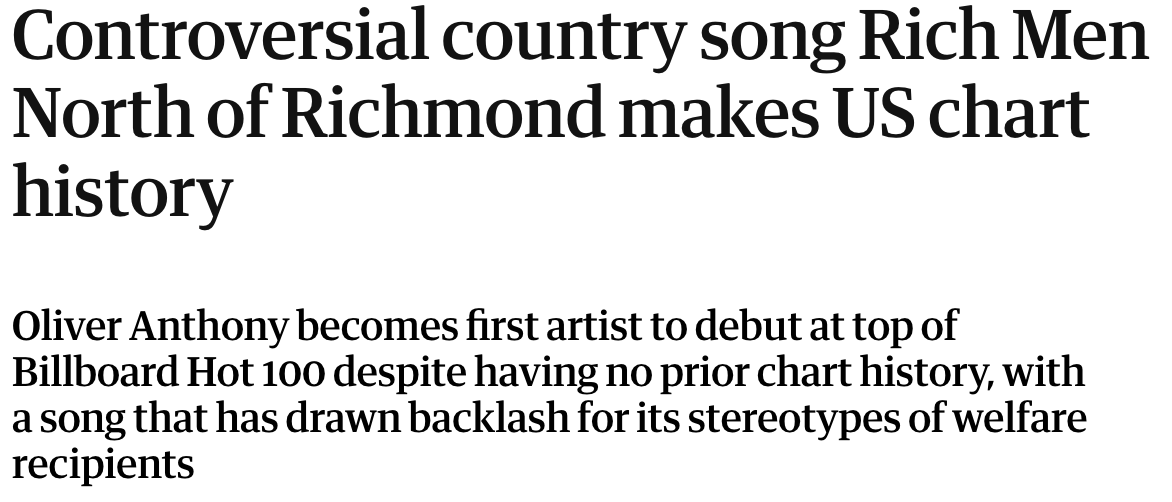 Controversial country song Rich Men
North of Richmond makes US chart
history
Oliver Anthony becomes first artist to debut at top of
Billboard Hot 100 despite having no prior chart history, with
a song that has drawn backlash for its stereotypes of welfare
recipients